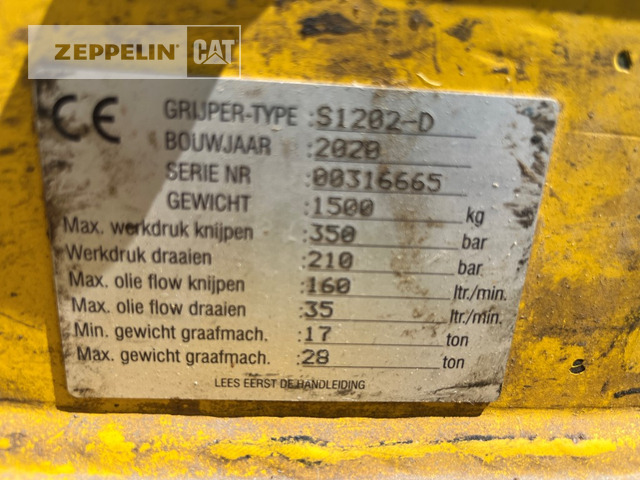 ZEPPELIN CAT
CE
GRIJPER-TYPE :S1202-D
BOUWJAAR :2020
SERIE NR :00316665
GEWICHT :1500 kg
Max. werkdruk knijpen :350 bar
Werkdruk draaien :210 bar
Max. olie flow knijpen :160 ltr./min.
Max. olie flow draaien :35 ltr./min.
Min. gewicht graafmach. :17 ton
Max. gewicht graafmach. :28 ton
LEES EERST DE HANDLEIDING